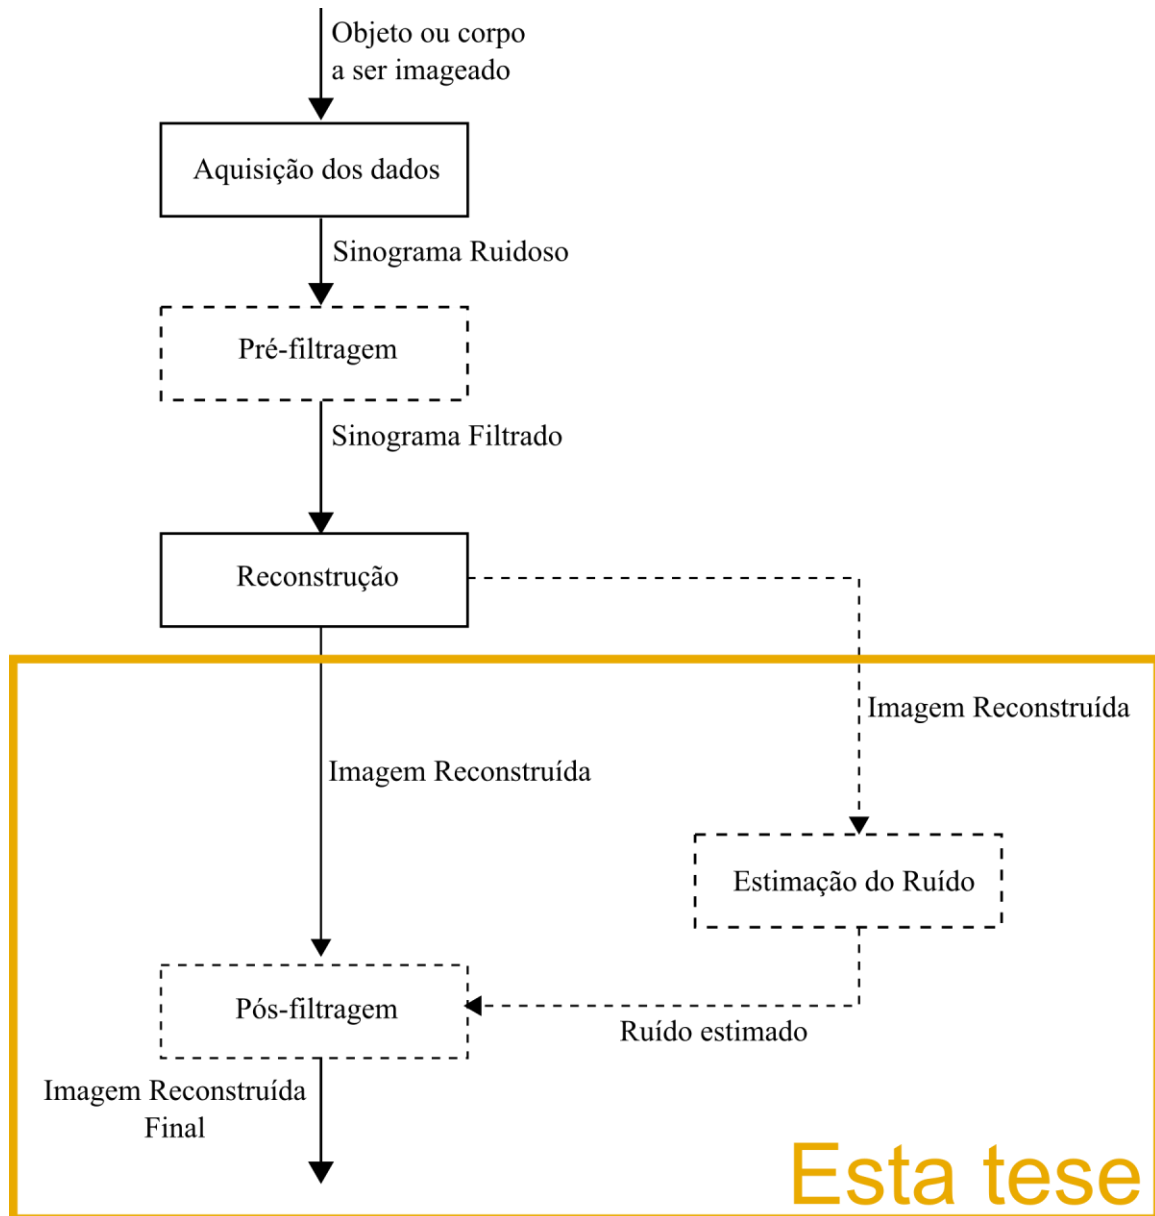 Objeto ou corpo
a ser imageado
Aquisição dos dados
Sinograma Ruidoso
Pré-filtragem
Sinograma Filtrado
Reconstrução
Imagem Reconstruída
Imagem Reconstruída
Estimação do Ruído
Pós-filtragem
Ruído estimado
Imagem Reconstruída
Final
Esta tese